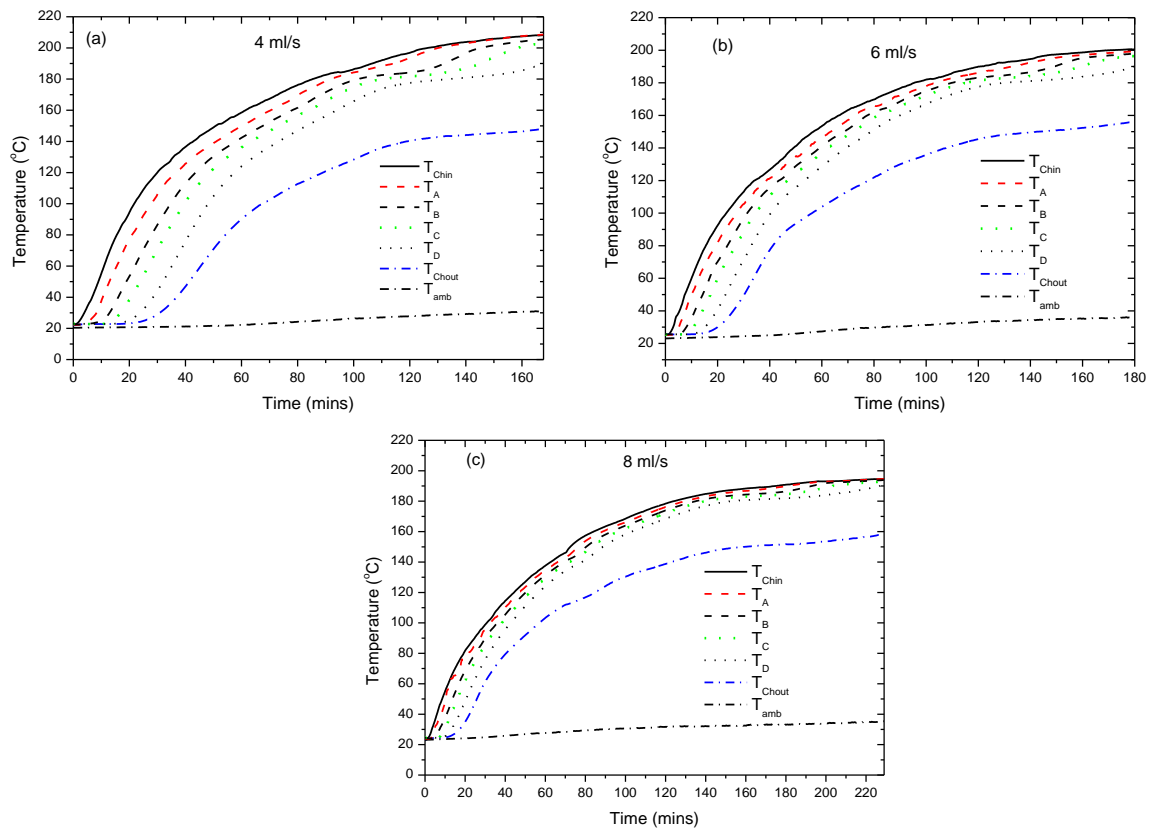 (a)
4 ml/s
Temperature (°C)
220
200
180
160
140
120
100
80
60
40
20
0
T_Chin
T_A
T_B
T_C
T_D
T_Chout
T_amb
0 20 40 60 80 100 120 140 160
Time (mins)
(b)
6 ml/s
Temperature (°C)
220
200
180
160
140
120
100
80
60
40
20
T_Chin
T_A
T_B
T_C
T_D
T_Chout
T_amb
0 20 40 60 80 100 120 140 160 180
Time (mins)
(c)
8 ml/s
Temperature (°C)
220
200
180
160
140
120
100
80
60
40
20
0
T_Chin
T_A
T_B
T_C
T_D
T_Chout
T_amb
0 20 40 60 80 100 120 140 160 180 200 220
Time (mins)